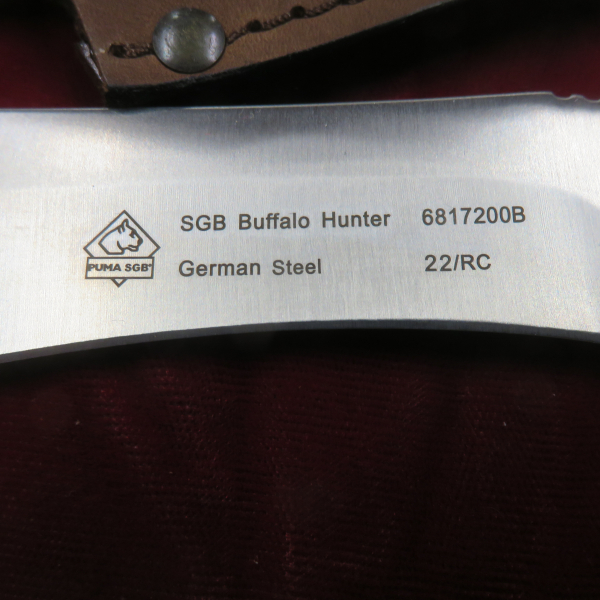 SGB Buffalo Hunter 6817200B
PUMA SGB®
German Steel 22/RC